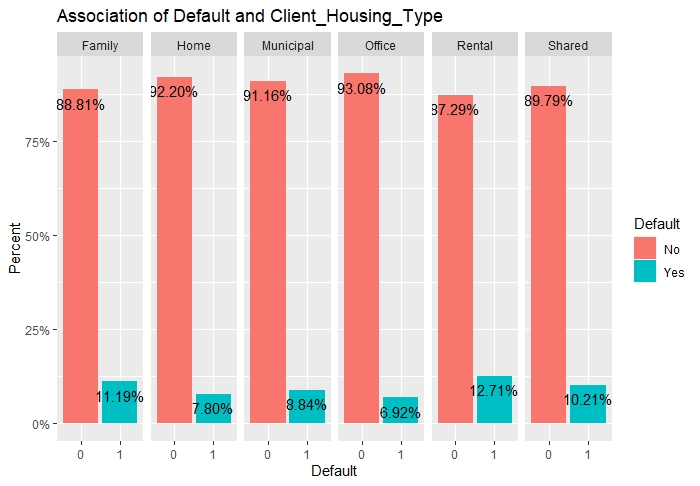 Association of Default and Client_Housing_Type
Family Home Municipal Office Rental Shared
88.81% 92.20% 91.16% 93.08% 87.29% 89.79%
75%
50%
Percent
25%
11.19% 7.80% 8.84% 6.92% 12.71% 10.21%
0%
0 1 0 1 0 1 0 1 0 1 0 1
Default
Default
No
Yes